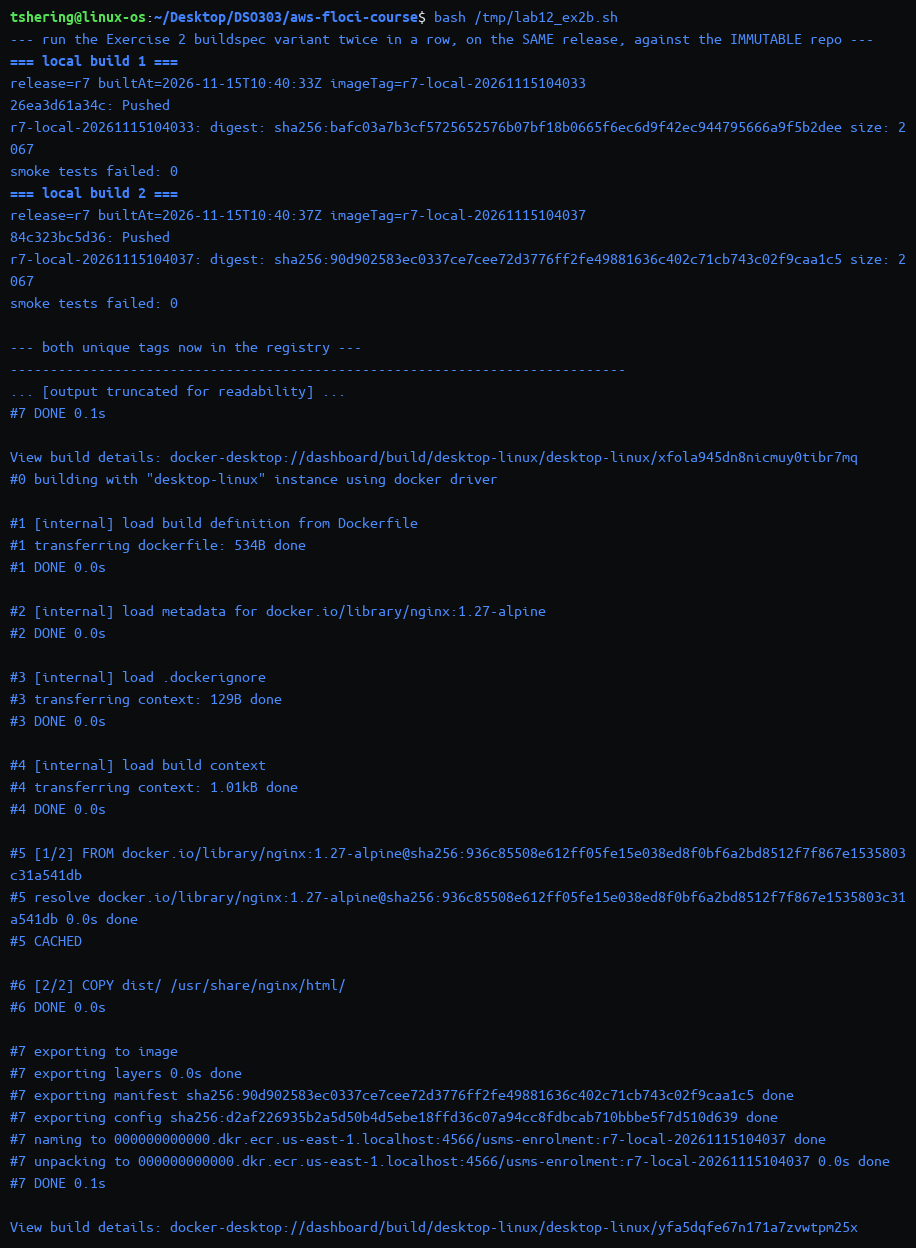 tshering@linux-os:~/Desktop/DSO303/aws-floci-course$ bash /tmp/lab12_ex2b.sh
--- run the Exercise 2 buildspec variant twice in a row, on the SAME release, against the IMMUTABLE repo ---
=== local build 1 ===
release=r7 builtAt=2026-11-15T10:40:33Z imageTag=r7-local-20261115104033
26ea3d61a34c: Pushed
r7-local-20261115104033: digest: sha256:bafc03a7b3cf5725652576b07bf18b0665f6ec6d9f42ec944795666a9f5b2dee size: 2
067
smoke tests failed: 0
=== local build 2 ===
release=r7 builtAt=2026-11-15T10:40:37Z imageTag=r7-local-20261115104037
84c323bc5d36: Pushed
r7-local-20261115104037: digest: sha256:90d902583ec0337ce7cee72d3776ff2fe49881636c402c71cb743c02f9caa1c5 size: 2
067
smoke tests failed: 0
--- both unique tags now in the registry ---
-----------------------------------------------------------------------------
... [output truncated for readability] ...
#7 DONE 0.1s
View build details: docker-desktop://dashboard/build/desktop-linux/desktop-linux/xfola945dn8nicmuy0tibr7mq
#0 building with "desktop-linux" instance using docker driver
#1 [internal] load build definition from Dockerfile
#1 transferring dockerfile: 534B done
#1 DONE 0.0s
#2 [internal] load metadata for docker.io/library/nginx:1.27-alpine
#2 DONE 0.0s
#3 [internal] load .dockerignore
#3 transferring context: 129B done
#3 DONE 0.0s
#4 [internal] load build context
#4 transferring context: 1.01kB done
#4 DONE 0.0s
#5 [1/2] FROM docker.io/library/nginx:1.27-alpine@sha256:936c85508e612ff05fe15e038ed8f0bf6a2bd8512f7f867e1535803
c31a541db
#5 resolve docker.io/library/nginx:1.27-alpine@sha256:936c85508e612ff05fe15e038ed8f0bf6a2bd8512f7f867e1535803c31
a541db 0.0s done
#5 CACHED
#6 [2/2] COPY dist/ /usr/share/nginx/html/
#6 DONE 0.0s
#7 exporting to image
#7 exporting layers 0.0s done
#7 exporting manifest sha256:90d902583ec0337ce7cee72d3776ff2fe49881636c402c71cb743c02f9caa1c5 done
#7 exporting config sha256:d2af226935b2a5d50b4d5ebe18ffd36c07a94cc8fdbcab710bbbe5f7d510d639 done
#7 naming to 000000000000.dkr.ecr.us-east-1.localhost:4566/usms-enrolment:r7-local-20261115104037 done
#7 unpacking to 000000000000.dkr.ecr.us-east-1.localhost:4566/usms-enrolment:r7-local-20261115104037 0.0s done
#7 DONE 0.1s
View build details: docker-desktop://dashboard/build/desktop-linux/desktop-linux/yfa5dqfe67n171a7zvwtpm25x